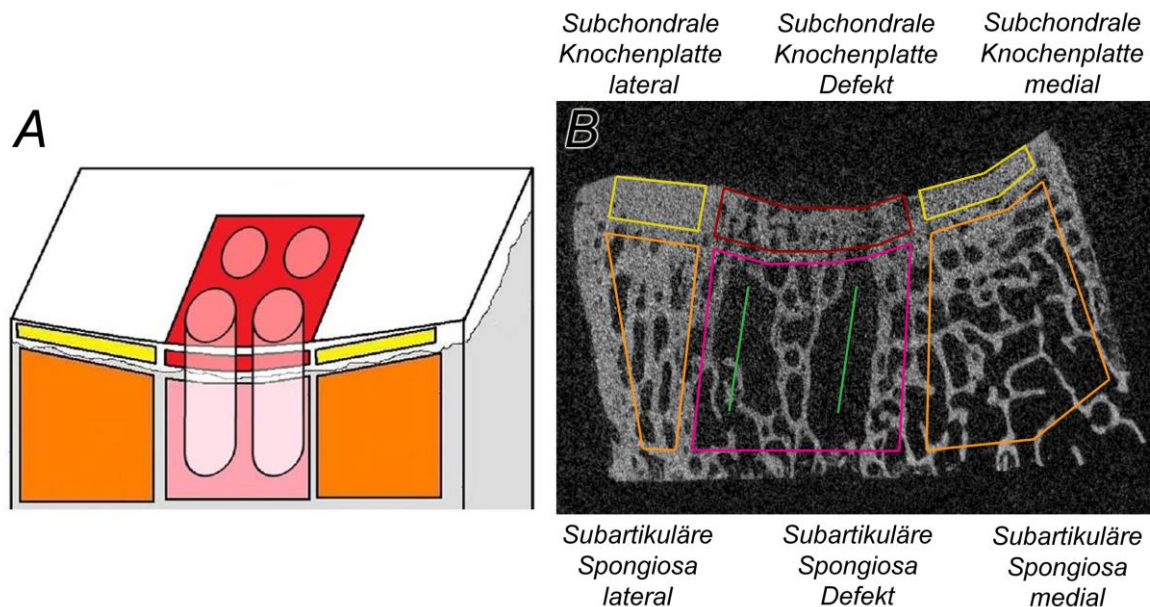 Subchondrale Knochenplatte lateral
Subchondrale Knochenplatte Defekt
Subchondrale Knochenplatte medial
A
B
Subartikuläre Spongiosa lateral
Subartikuläre Spongiosa Defekt
Subartikuläre Spongiosa medial